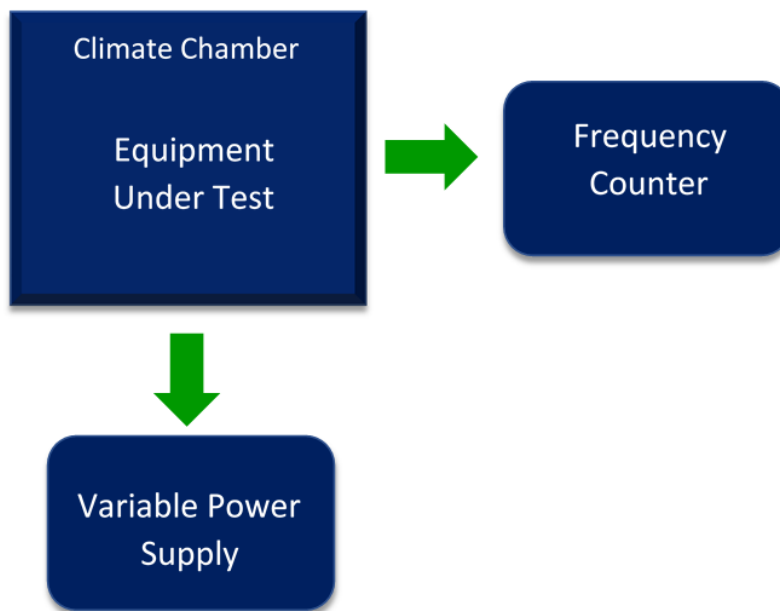 Climate Chamber
Equipment
Under Test
Frequency
Counter
Variable Power
Supply